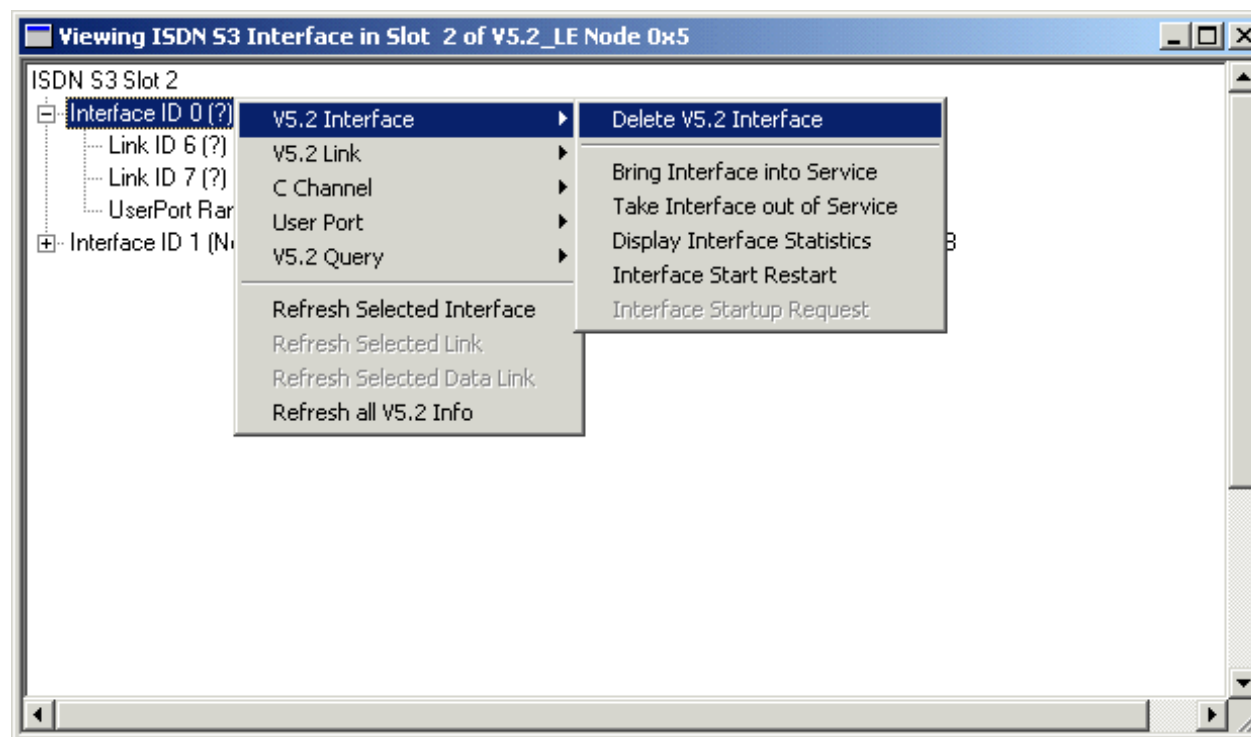 Viewing ISDN S3 Interface in Slot 2 of V5.2_LE Node 0x5
ISDN S3 Slot 2
Interface ID 0 (?)
Link ID 6 (?)
Link ID 7 (?)
UserPort
Interface ID 1
V5.2 Interface
V5.2 Link
C Channel
User Port
V5.2 Query
Refresh Selected Interface
Refresh Selected Link
Refresh Selected Data Link
Refresh all V5.2 Info
Delete V5.2 Interface
Bring Interface into Service
Take Interface out of Service
Display Interface Statistics
Interface Start Restart
Interface Startup Request